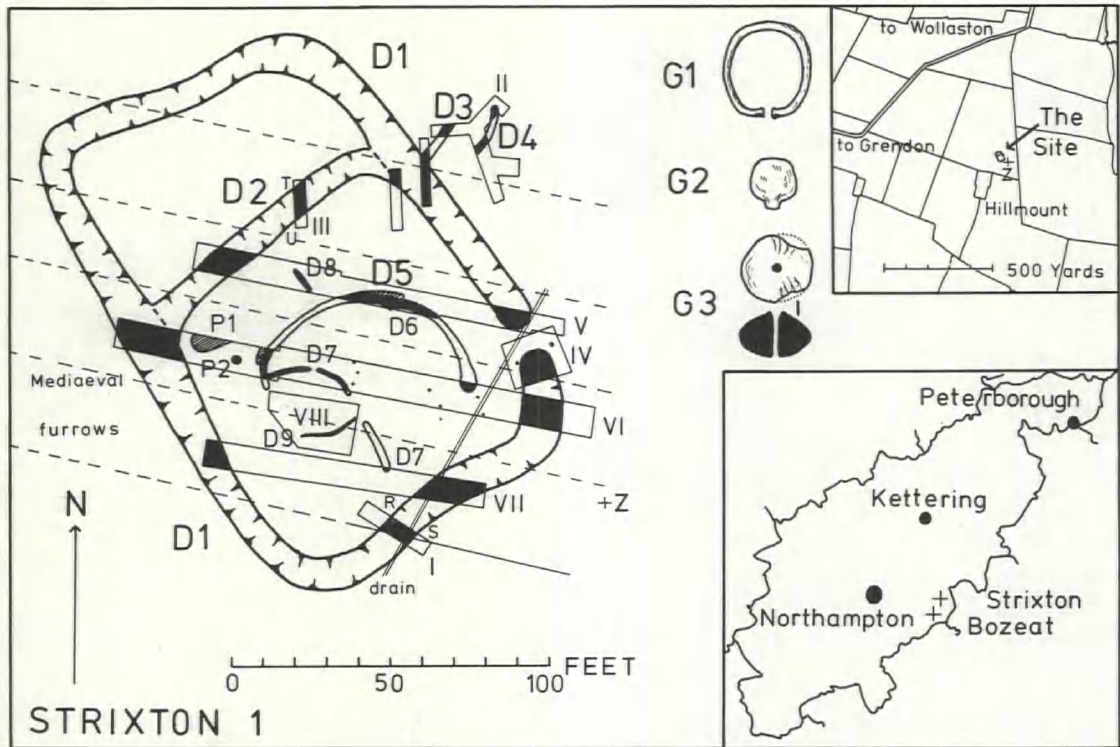 D1
D3
II
D4
D2
T
III
U
D8
D5
D6
V
P1
IV
P2
D7
Mediaeval
furrows
VIII
VI
D9
D7
VII
+Z
N
R
S
D1
I
drain
0
50
100
FEET
STRIXTON 1
G1
G2
G3
to Wollaston
The
Site
to Grendon
Z
Hillmount
500 Yards
Peterborough
Kettering
Northampton
Strixton
Bozeat